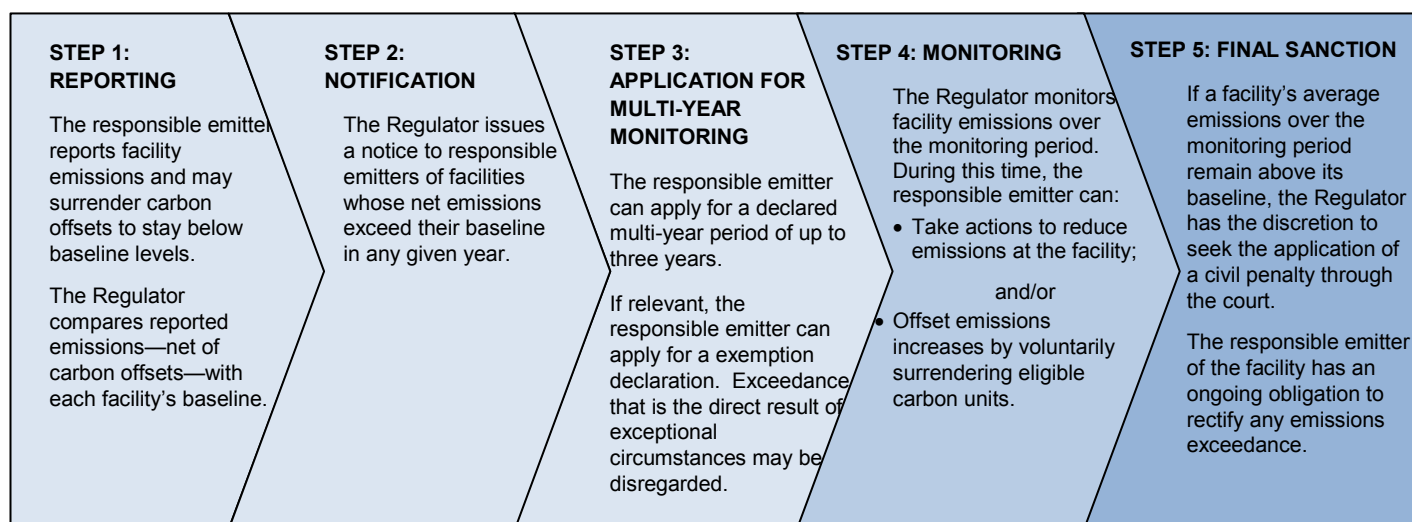 STEP 1:
REPORTING
The responsible emitter
reports facility
emissions and may
surrender carbon
offsets to stay below
baseline levels.
The Regulator
compares reported
emissions—net of
carbon offsets—with
each facility's baseline.
STEP 2:
NOTIFICATION
The Regulator issues
a notice to responsible
emitters of facilities
whose net emissions
exceed their baseline
in any given year.
STEP 3:
APPLICATION FOR
MULTI-YEAR
MONITORING
The responsible emitter
can apply for a declared
multi-year period of up to
three years.
If relevant, the
responsible emitter can
apply for a exemption
declaration. Exceedance
that is the direct result of
exceptional
circumstances may be
disregarded.
STEP 4: MONITORING
The Regulator monitors
facility emissions over
the monitoring period.
During this time, the
responsible emitter can:
• Take actions to reduce
emissions at the facility;
and/or
• Offset emissions
increases by voluntarily
surrendering eligible
carbon units.
STEP 5: FINAL SANCTION
If a facility's average
emissions over the
monitoring period
remain above its
baseline, the Regulator
has the discretion to
seek the application of
a civil penalty through
the court.
The responsible emitter
of the facility has an
ongoing obligation to
rectify any emissions
exceedance.